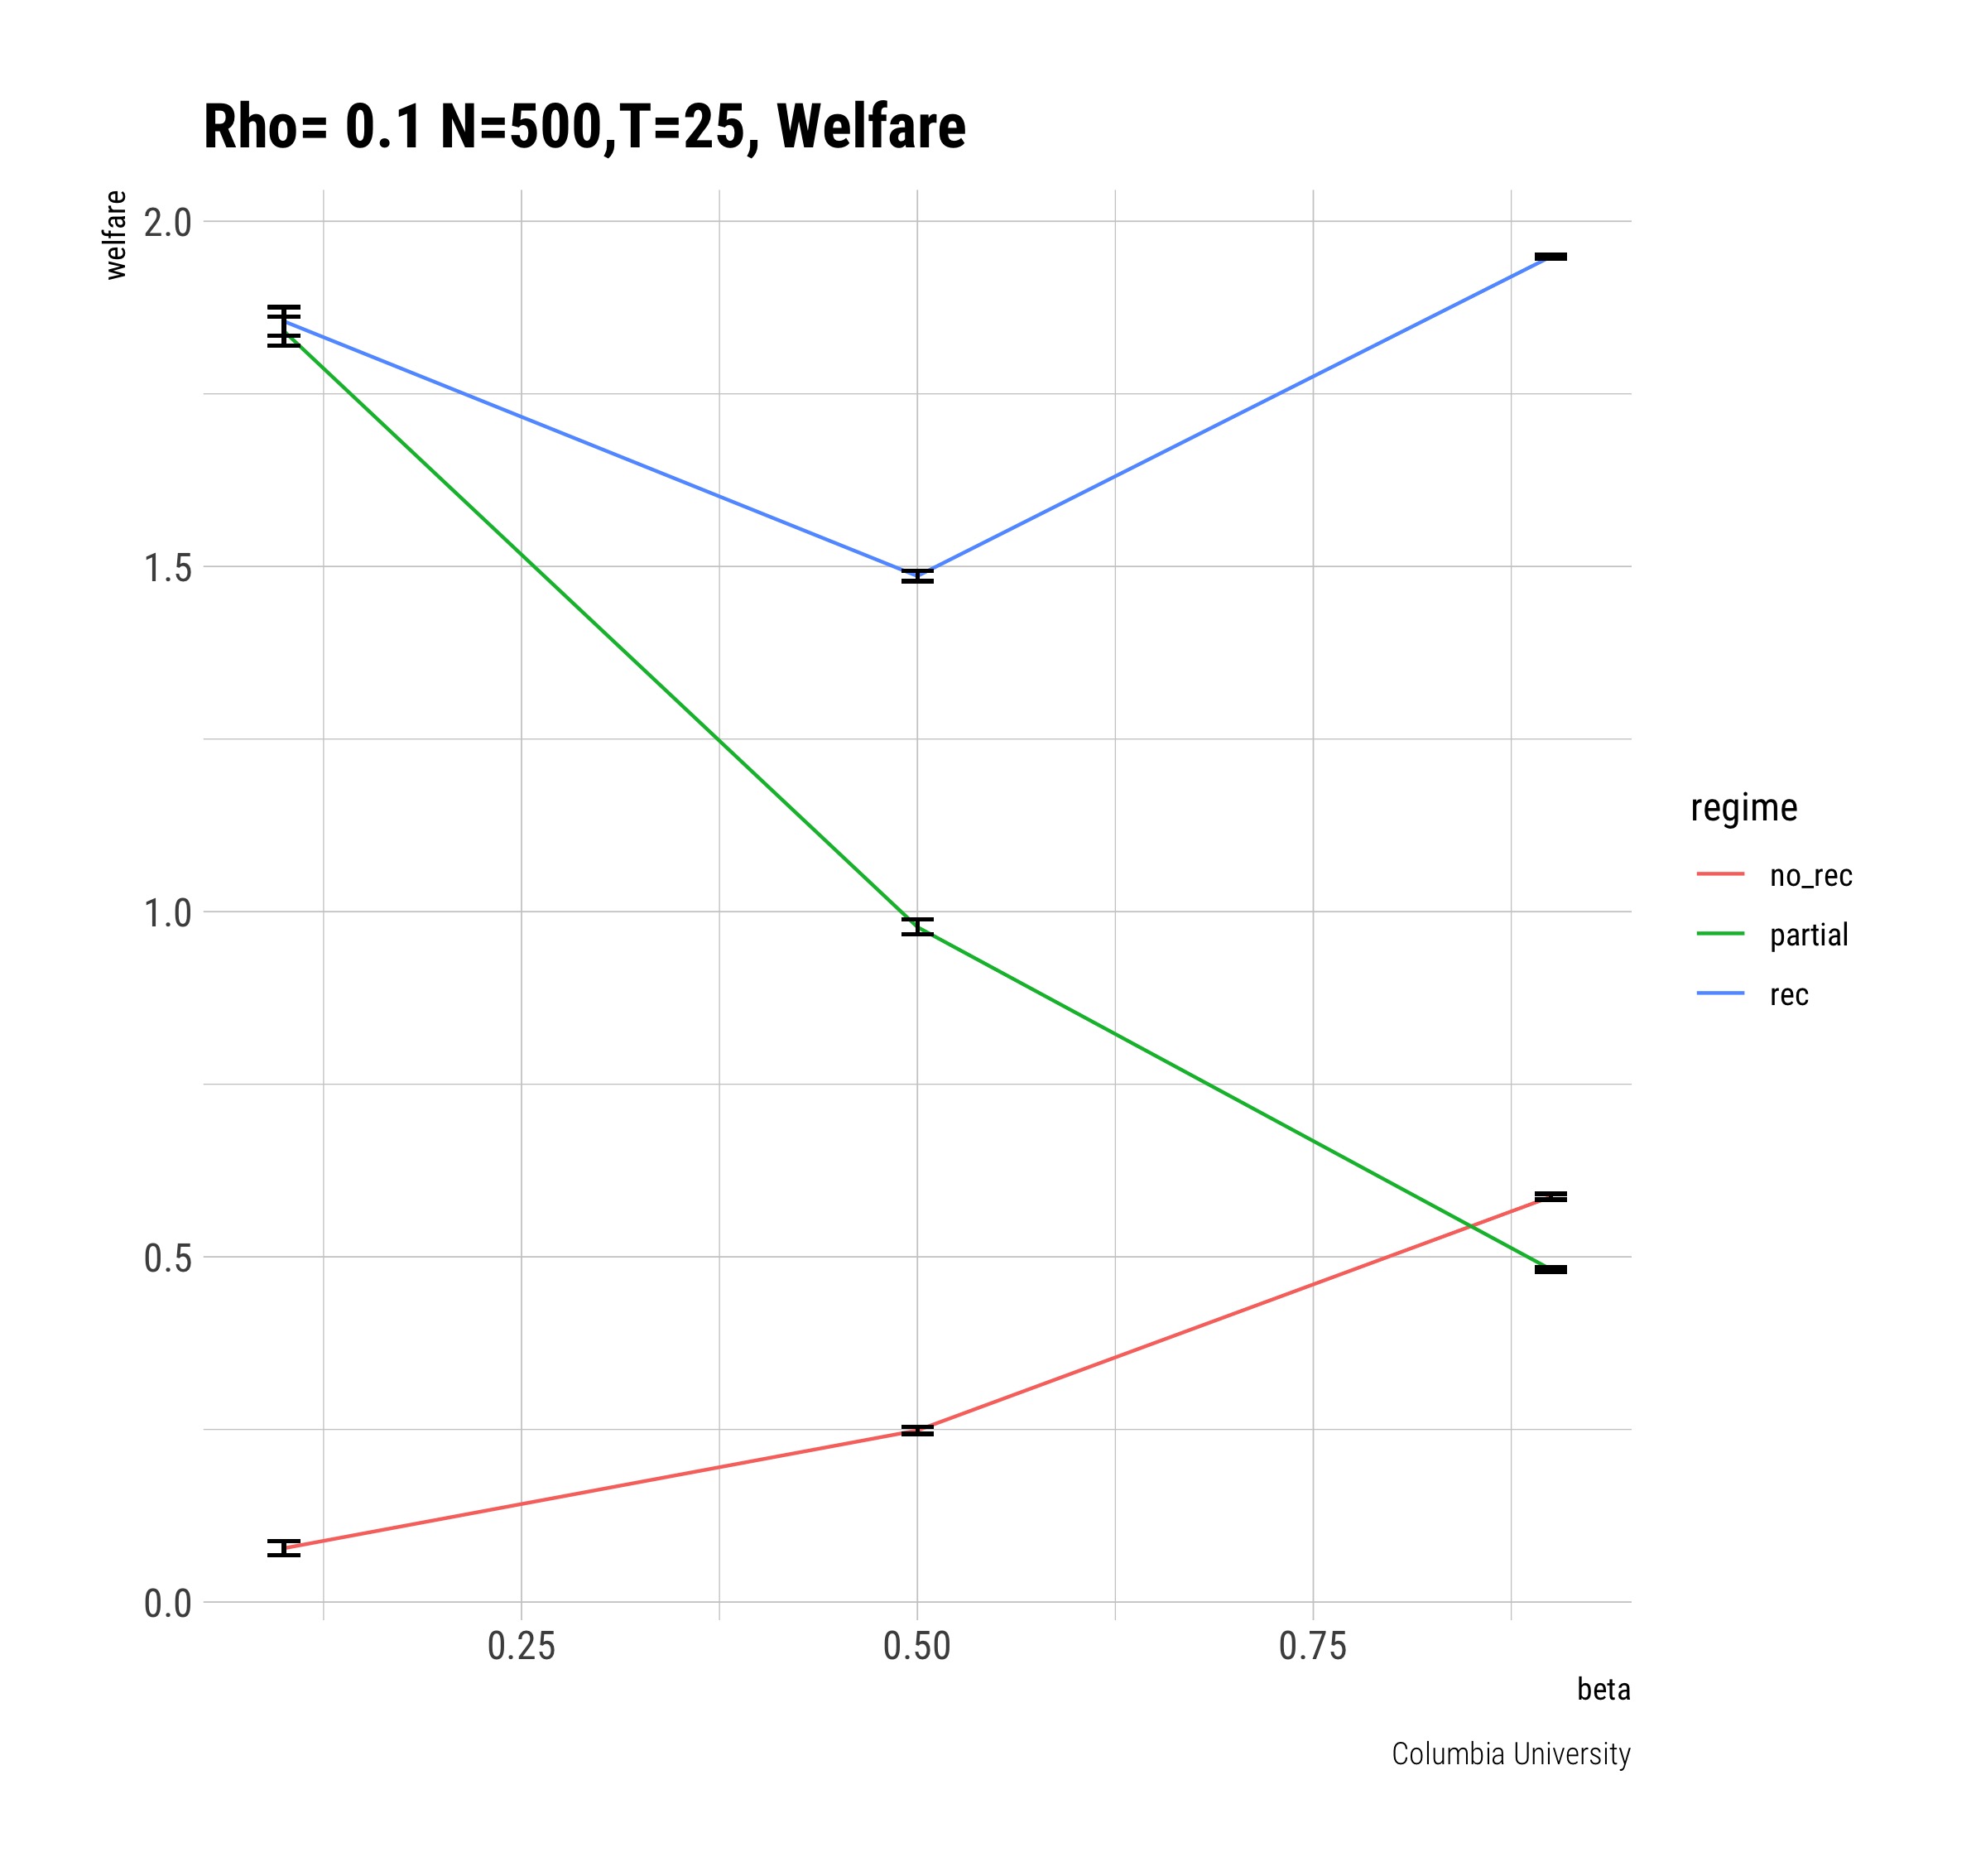 Rho= 0.1 N=500,T=25, Welfare
welfare
2.0
1.5
1.0
0.5
0.0
0.25 0.50 0.75
beta
regime
no_rec
partial
rec
Columbia University